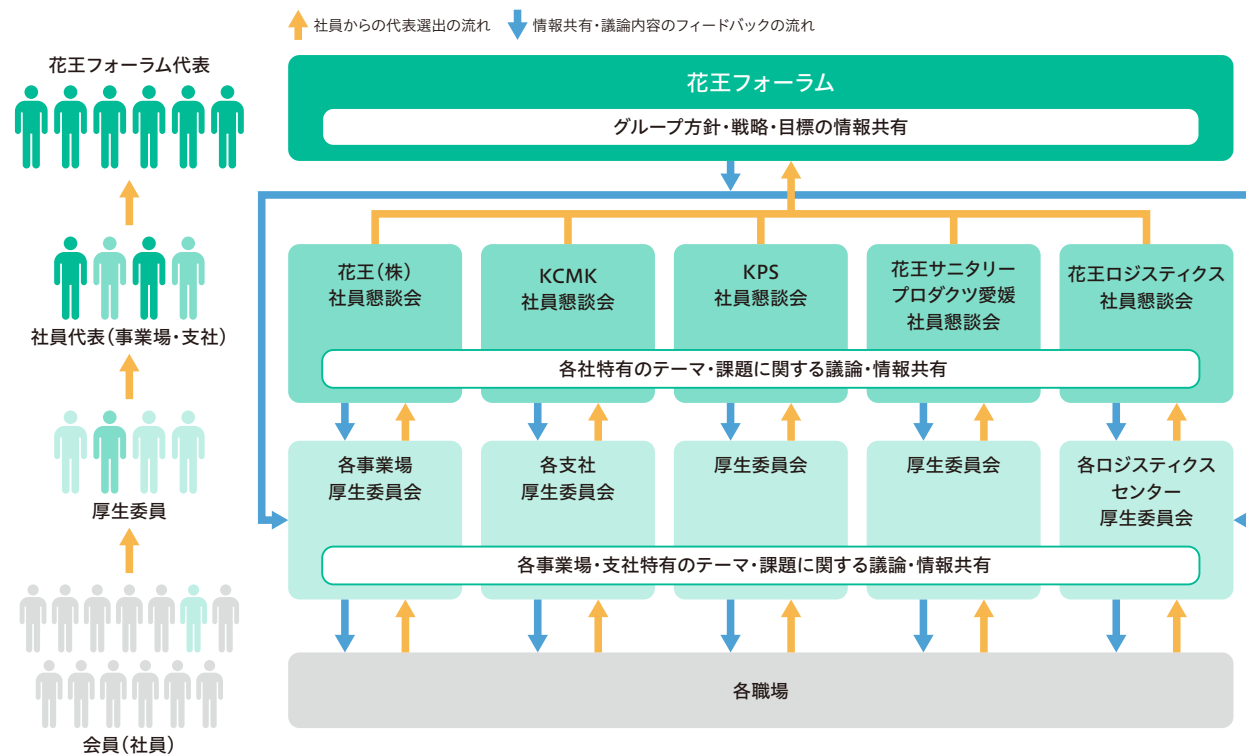 社員からの代表選出の流れ
情報共有・議論内容のフィードバックの流れ
花王フォーラム代表
社員代表(事業場・支社)
厚生委員
会員(社員)
花王フォーラム
グループ方針・戦略・目標の情報共有
花王(株)
社員懇談会
KCMK
社員懇談会
KPS
社員懇談会
花王サニタリー
プロダクツ愛媛
社員懇談会
花王ロジスティクス
社員懇談会
各社特有のテーマ・課題に関する議論・情報共有
各事業場
厚生委員会
各支社
厚生委員会
厚生委員会
厚生委員会
各ロジスティクス
センター
厚生委員会
各事業場・支社特有のテーマ・課題に関する議論・情報共有
各職場